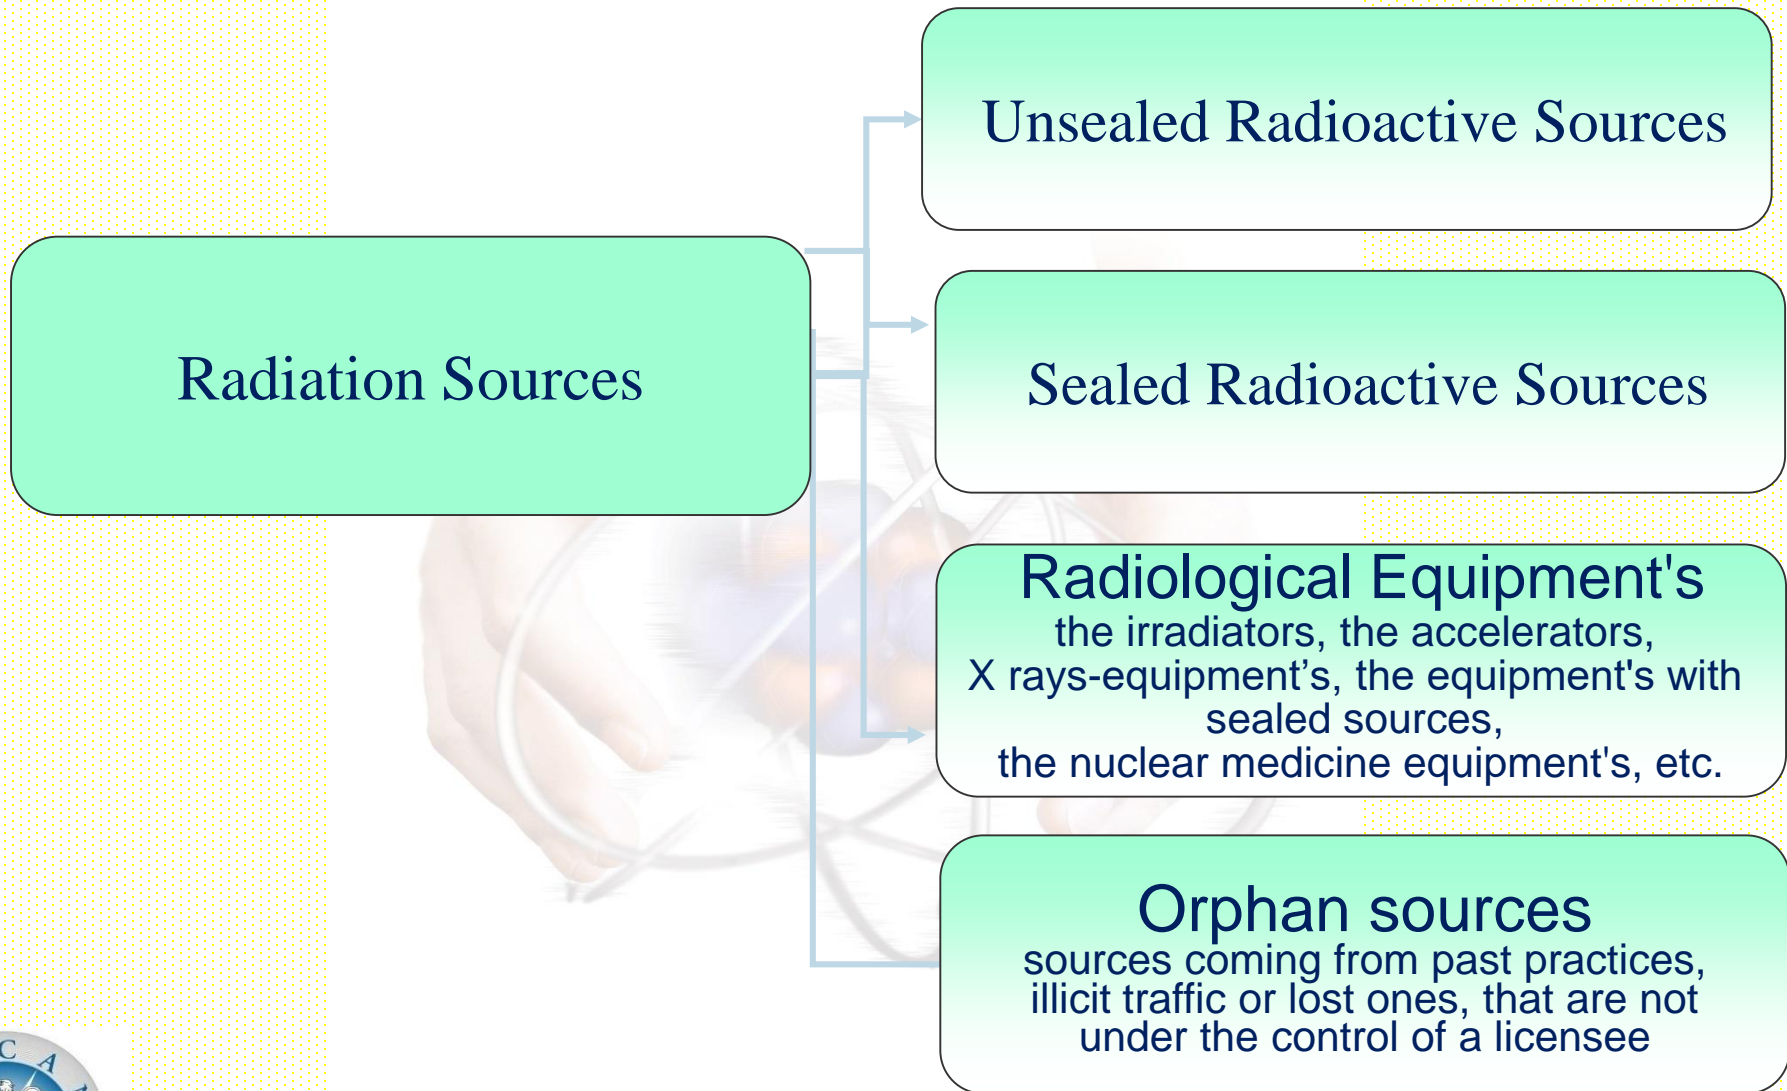 Unsealed Radioactive Sources
Radiation Sources
Sealed Radioactive Sources
Radiological Equipment's
the irradiators, the accelerators,
X rays-equipment’s, the equipment's with
sealed sources,
the nuclear medicine equipment's, etc.
Orphan sources
sources coming from past practices,
illicit traffic or lost ones, that are not
under the control of a licensee
C A